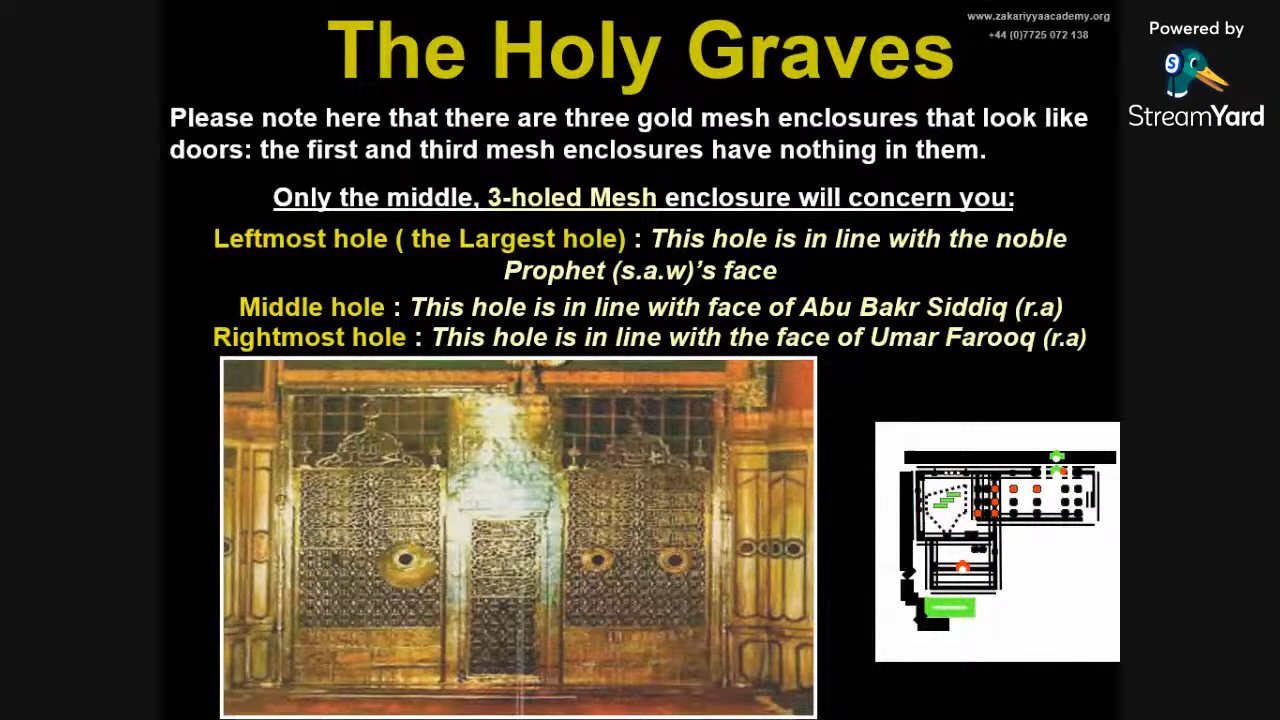 www.zakariyyaacademy.org
+44 (0)7725 072 138
The Holy Graves
Powered by
StreamYard
Please note here that there are three gold mesh enclosures that look like
doors: the first and third mesh enclosures have nothing in them.
Only the middle, 3-holed Mesh enclosure will concern you:
Leftmost hole ( the Largest hole) : This hole is in line with the noble
Prophet (s.a.w)’s face
Middle hole : This hole is in line with face of Abu Bakr Siddiq (r.a)
Rightmost hole : This hole is in line with the face of Umar Farooq (r.a)